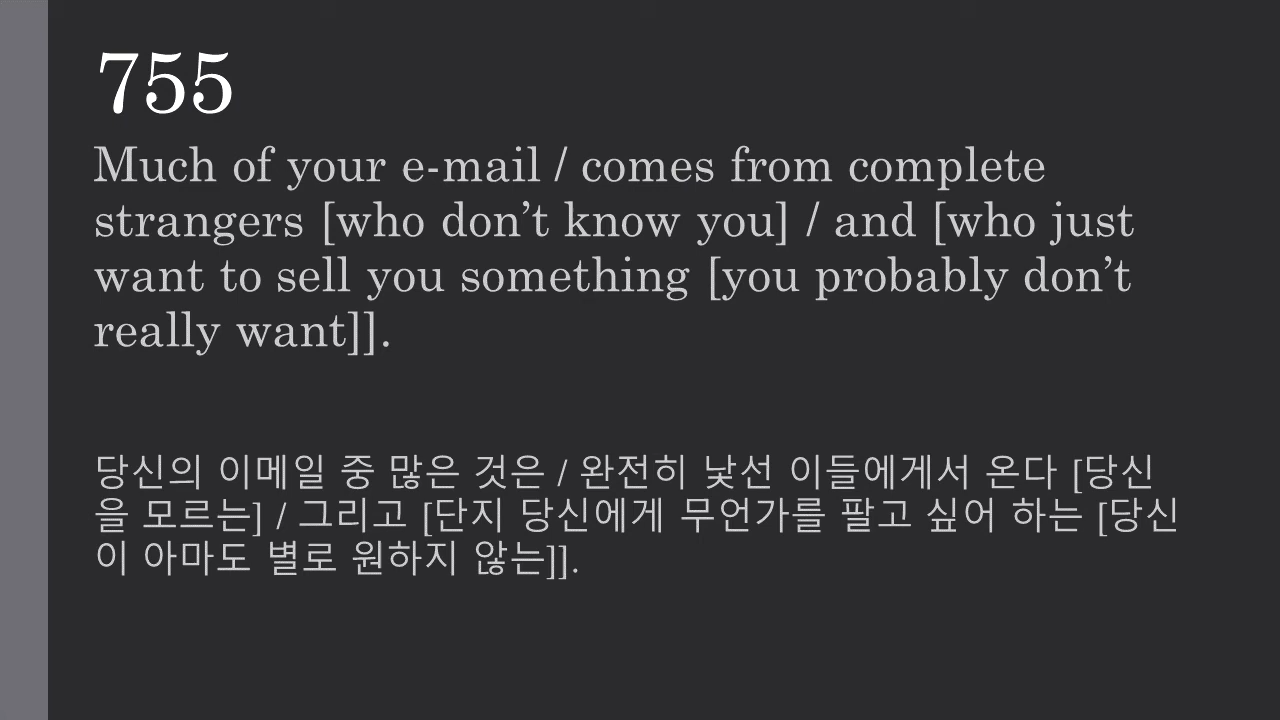 755
Much of your e-mail / comes from complete
strangers [who don’t know you] / and [who just
want to sell you something [you probably don’t
really want]].
당신의 이메일 중 많은 것은 / 완전히 낯선 이들에게서 온다 [당신
을 모르는] / 그리고 [단지 당신에게 무언가를 팔고 싶어 하는 [당신
이 아마도 별로 원하지 않는]].